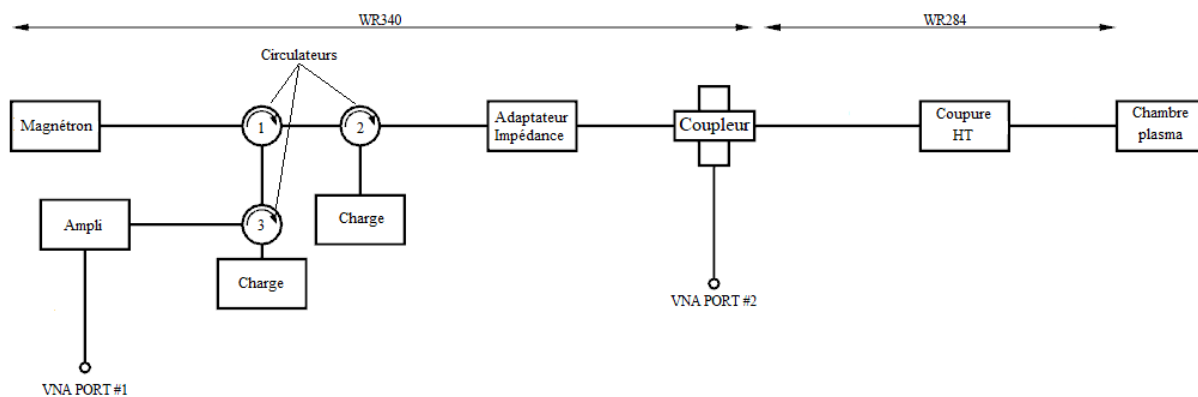 WR340
WR284
Circulateurs
Magnétron
1
2
Adaptateur
Impédance
Coupleur
Coupure
HT
Chambre
plasma
Ampli
3
Charge
Charge
VNA PORT #2
VNA PORT #1